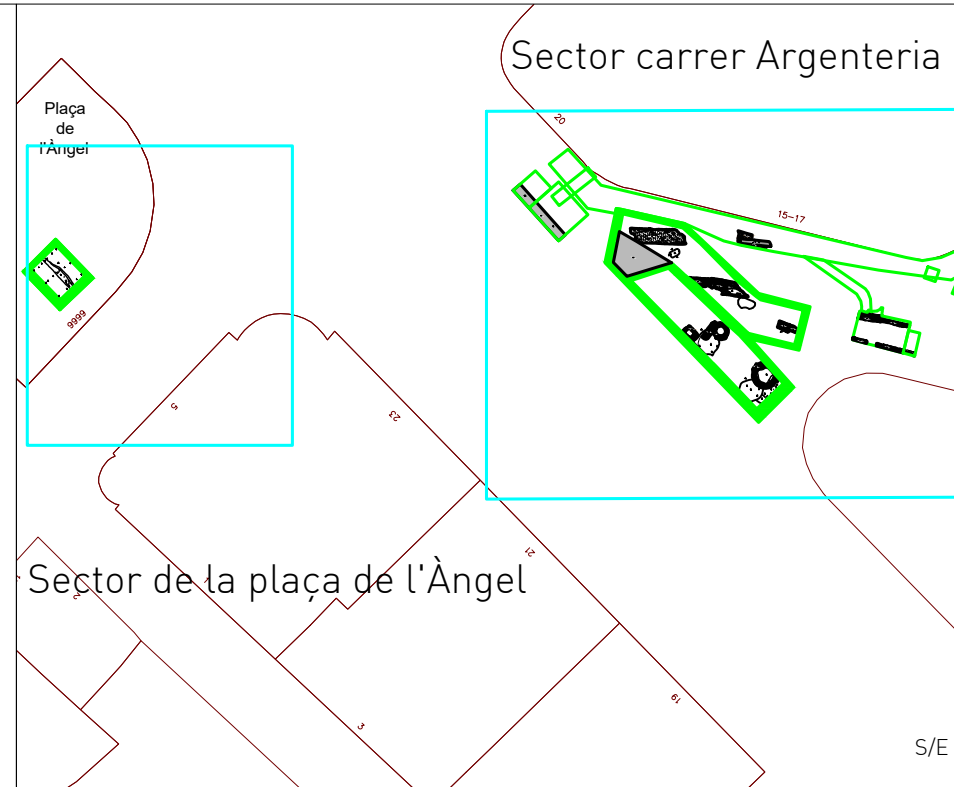 Sector carrer Argenteria
Plaça
de
l'Àngel
20
15-17
9999
5
23
21
Sector de la plaça de l'Àngel
2
19
3
S/E